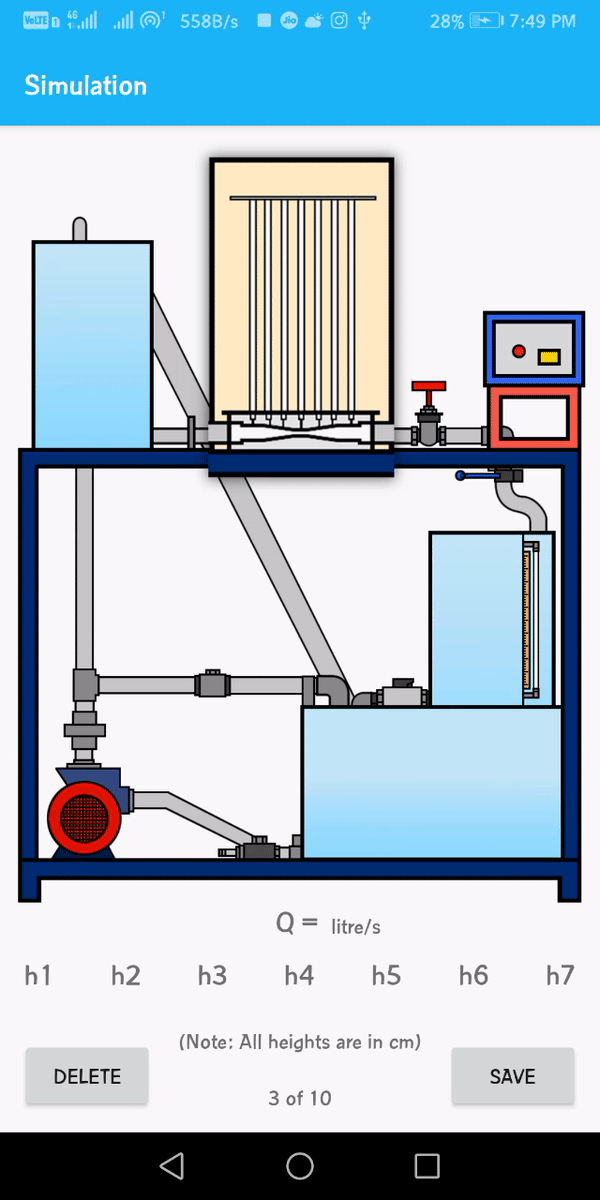 VoLTE 4G 558B/s Jio 28% 7:49 PM
Simulation
Q = litre/s
h1 h2 h3 h4 h5 h6 h7
(Note: All heights are in cm)
DELETE 3 of 10 SAVE